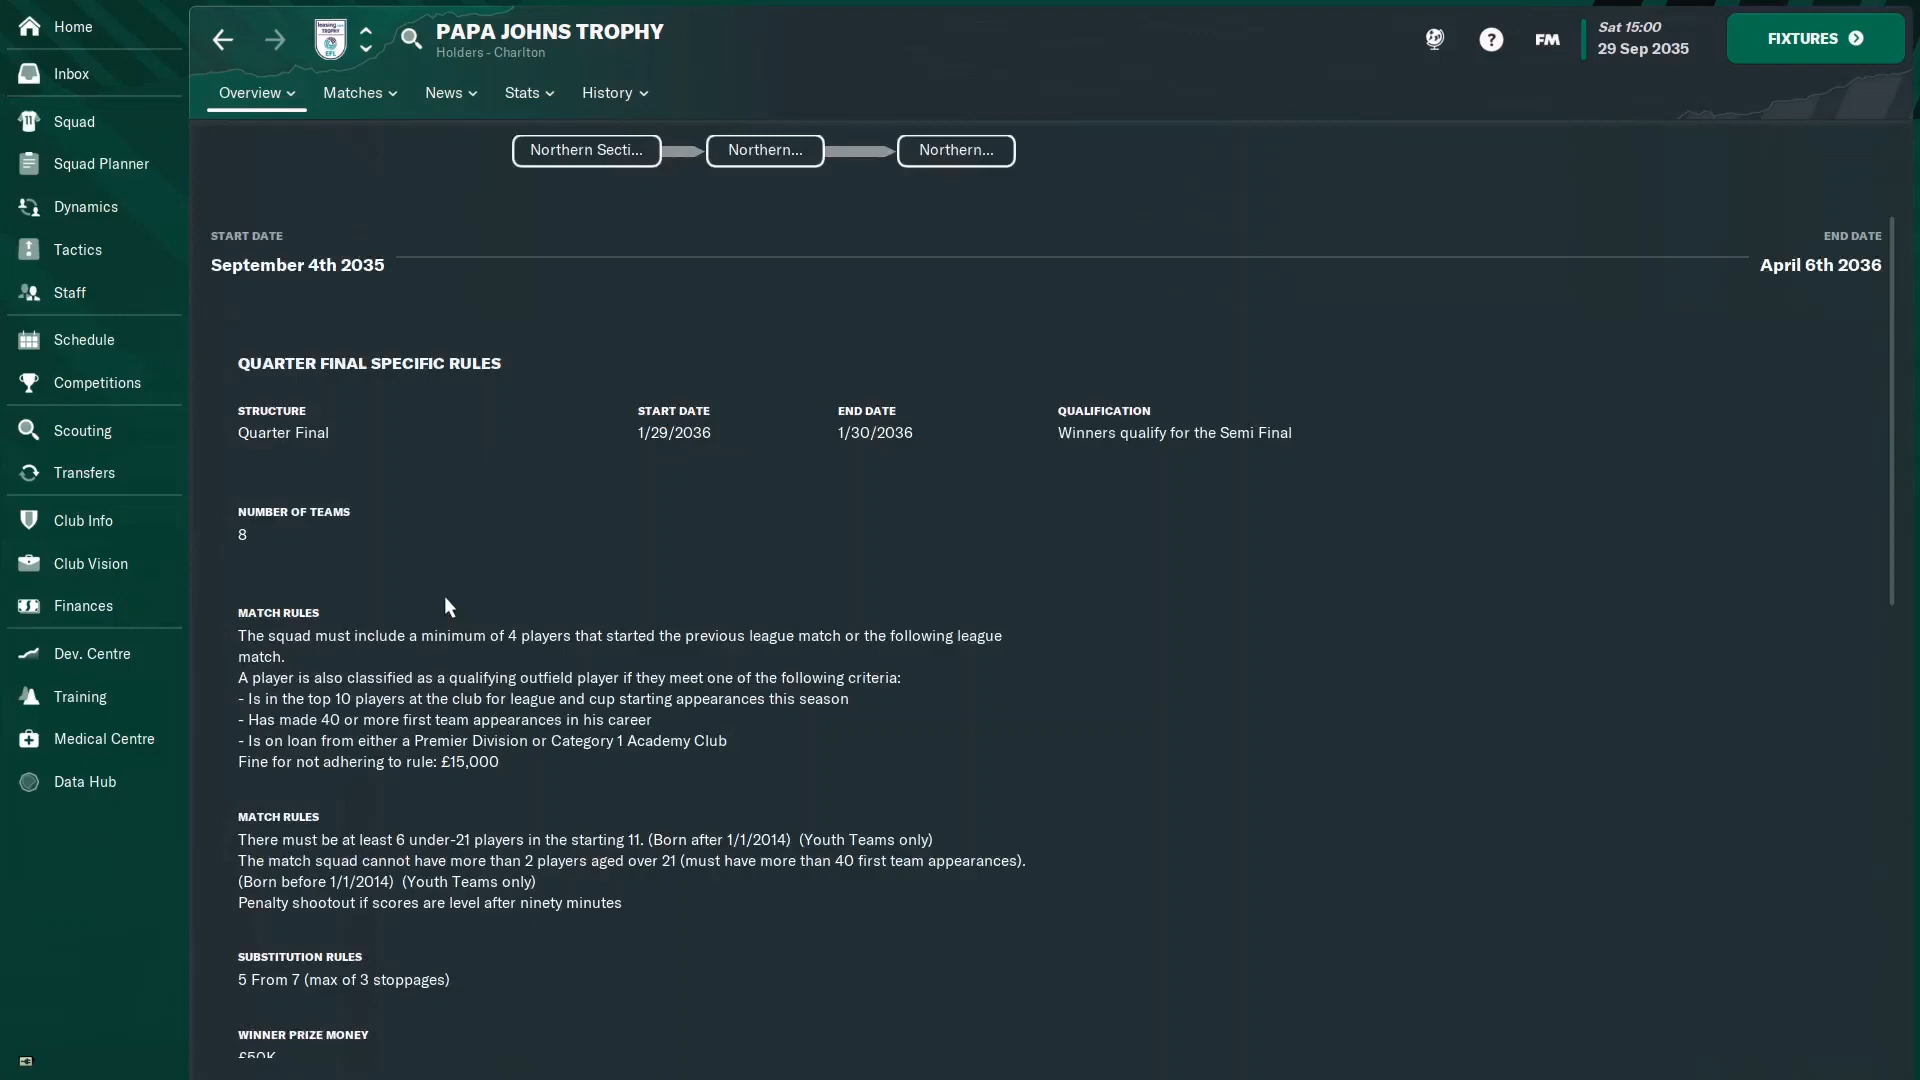 Home
Inbox
Squad
Squad Planner
Dynamics
Tactics
Staff
Schedule
Competitions
Scouting
Transfers
Club Info
Club Vision
Finances
Dev. Centre
Training
Medical Centre
Data Hub
PAPA JOHNS TROPHY
Holders - Charlton
FM
Sat 15:00
29 Sep 2035
FIXTURES
Overview
Matches
News
Stats
History
Northern Secti...
Northern...
Northern...
START DATE
September 4th 2035
END DATE
April 6th 2036
QUARTER FINAL SPECIFIC RULES
STRUCTURE
Quarter Final
START DATE
1/29/2036
END DATE
1/30/2036
QUALIFICATION
Winners qualify for the Semi Final
NUMBER OF TEAMS
8
MATCH RULES
The squad must include a minimum of 4 players that started the previous league match or the following league
match.
A player is also classified as a qualifying outfield player if they meet one of the following criteria:
- Is in the top 10 players at the club for league and cup starting appearances this season
- Has made 40 or more first team appearances in his career
- Is on loan from either a Premier Division or Category 1 Academy Club
Fine for not adhering to rule: £15,000
MATCH RULES
There must be at least 6 under-21 players in the starting 11. (Born after 1/1/2014) (Youth Teams only)
The match squad cannot have more than 2 players aged over 21 (must have more than 40 first team appearances).
(Born before 1/1/2014) (Youth Teams only)
Penalty shootout if scores are level after ninety minutes
SUBSTITUTION RULES
5 From 7 (max of 3 stoppages)
WINNER PRIZE MONEY
£50K